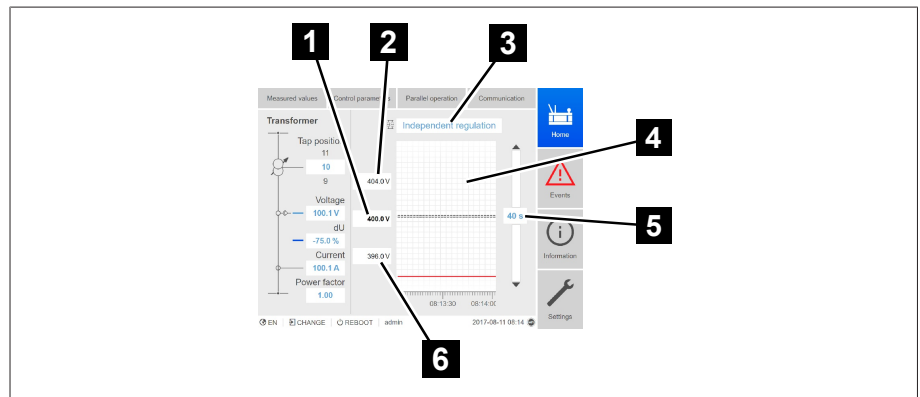 1 2 3
Measured values Control parame Parallel operation Communication
Transformer
Independent regulation
Home
Tap position
11
10
9
404.0 V
4
Events
Voltage
100.1 V
400.0 V
40 s
5
dU
-75.0 %
396.0 V
Information
Current
100.1 A
Power factor
1.00
08:13:30 08:14:00
Settings
EN CHANGE REBOOT admin 2017-08-11 08:14
6